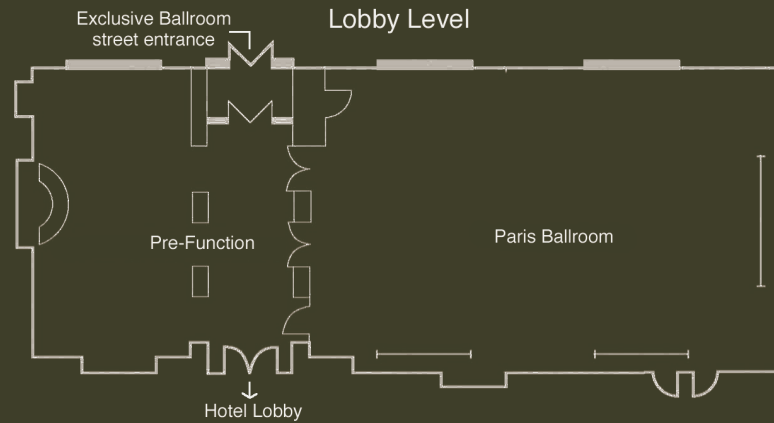 Lobby Level
Exclusive Ballroom
street entrance
Pre-Function
Paris Ballroom
Hotel Lobby